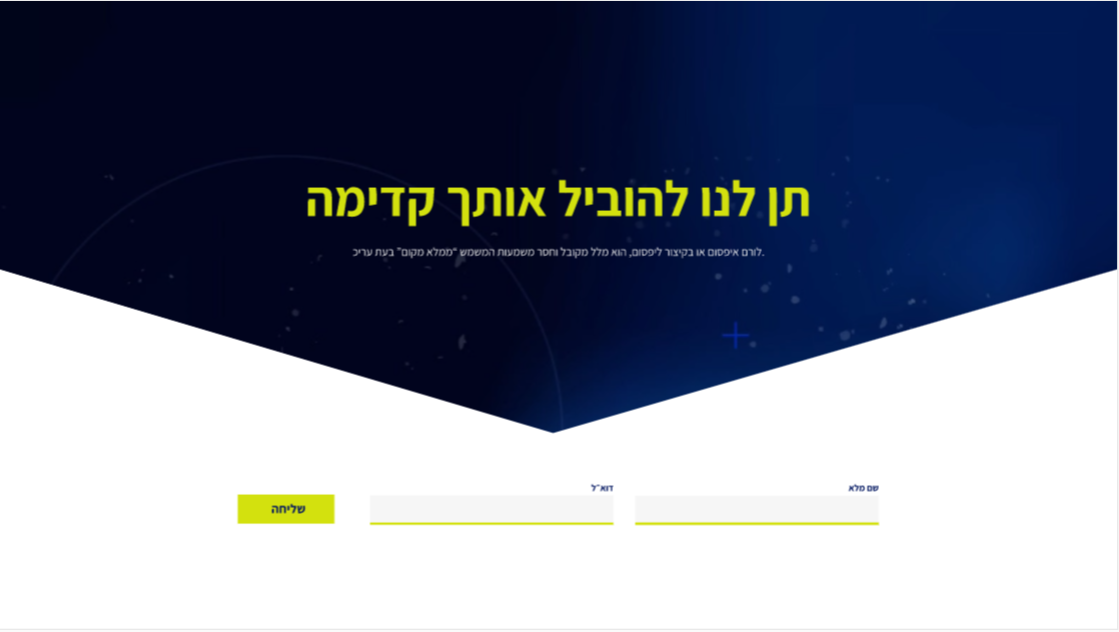 תן לנו להוביל אותך קדימה
לורם איפסום או בקיצור ליפסום, הוא מלל מקובל וחסר משמעות המשמש "ממלא מקום" בעת עריכ.
שם מלא
דוא״ל
שליחה